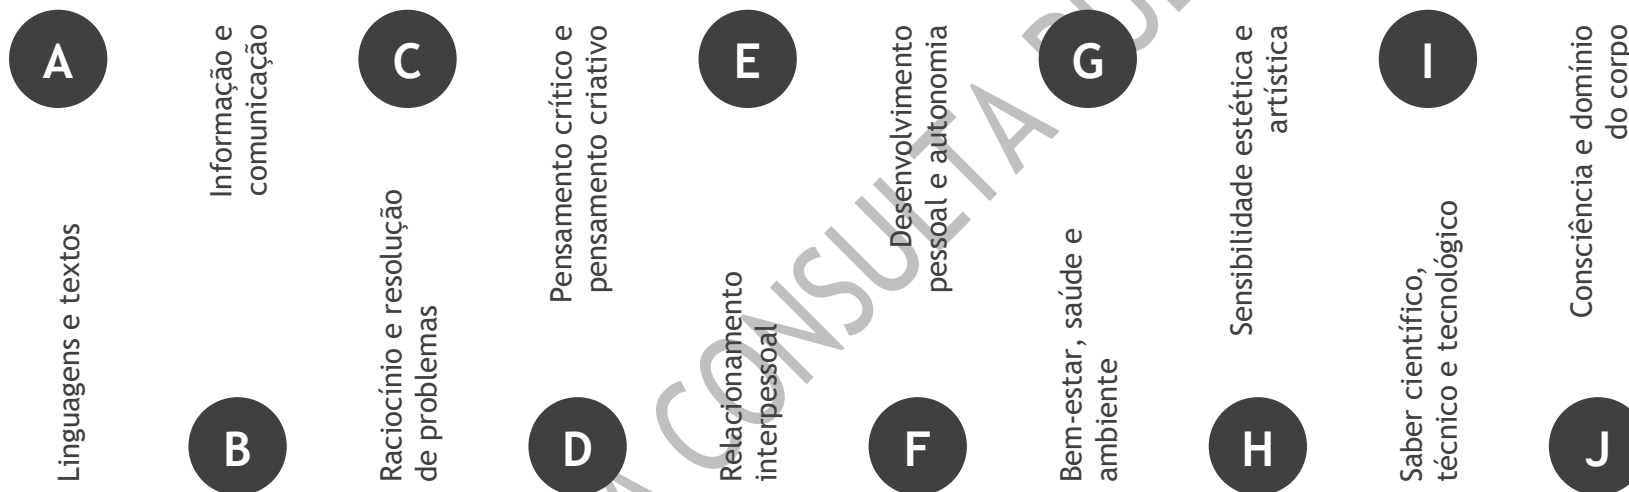 A
Linguagens e textos
Informação e
comunicação
B
C
Raciocínio e resolução
de problemas
Pensamento crítico e
pensamento criativo
D
E
Relacionamento
interpessoal
Desenvolvimento
pessoal e autonomia
F
G
Bem-estar, saúde e
ambiente
Sensibilidade estética e
artística
H
I
Saber científico,
técnico e tecnológico
Consciência e domínio
do corpo
J
A CONSULTA